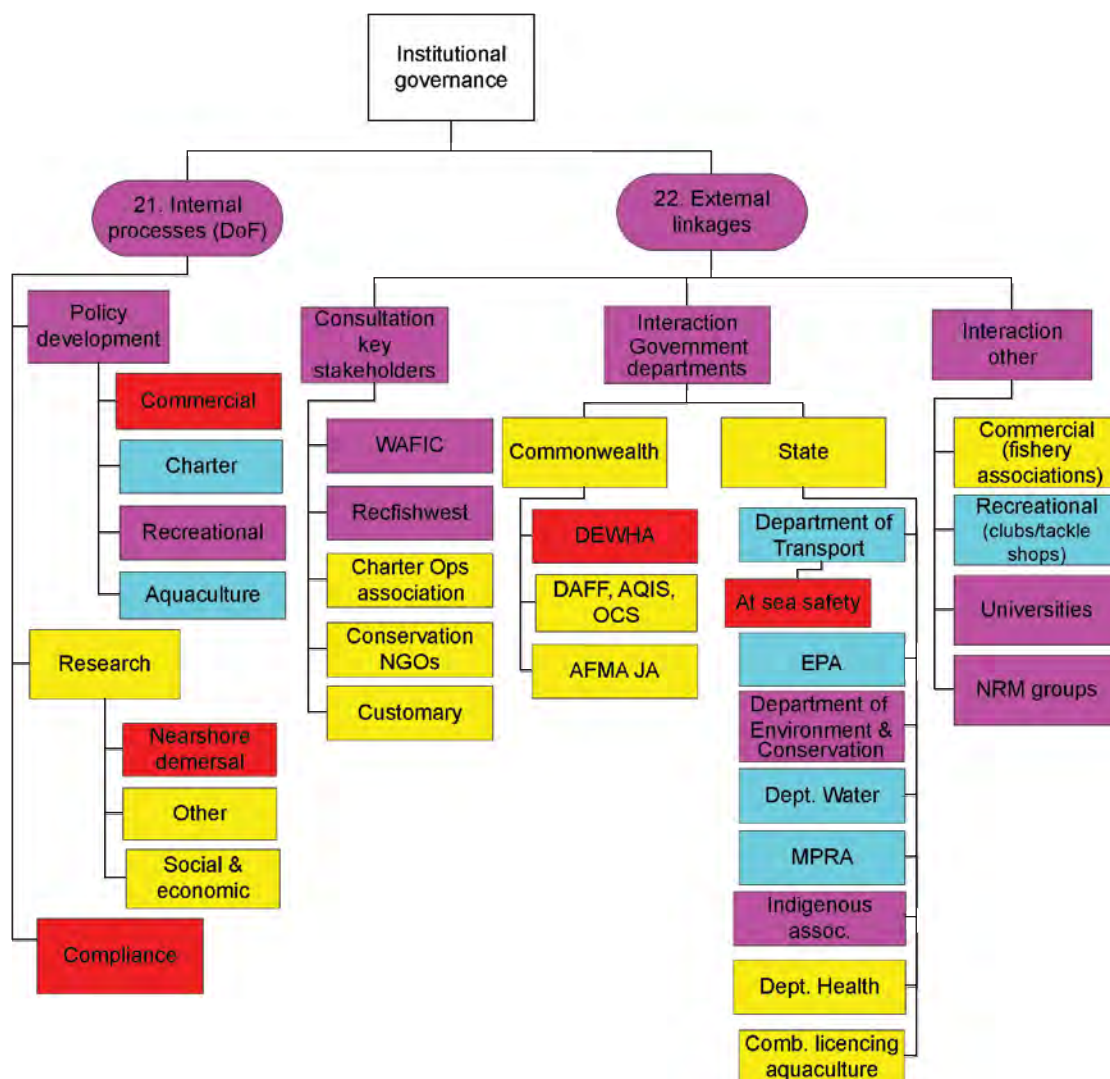 Institutional
governance
21. Internal
processes (DoF)
22. External
linkages
Policy
development
Commercial
Charter
Recreational
Aquaculture
Research
Nearshore
demersal
Other
Social &
economic
Compliance
Consultation
key
stakeholders
WAFIC
Recfishwest
Charter Ops
association
Conservation
NGOs
Customary
Interaction
Government
departments
Commonwealth
DEWHA
DAFF, AQIS,
OCS
AFMA JA
State
Department of
Transport
At sea safety
EPA
Department of
Environment &
Conservation
Dept. Water
MPRA
Indigenous
assoc.
Dept. Health
Comb. licencing
aquaculture
Interaction
other
Commercial
(fishery
associations)
Recreational
(clubs/tackle
shops)
Universities
NRM groups